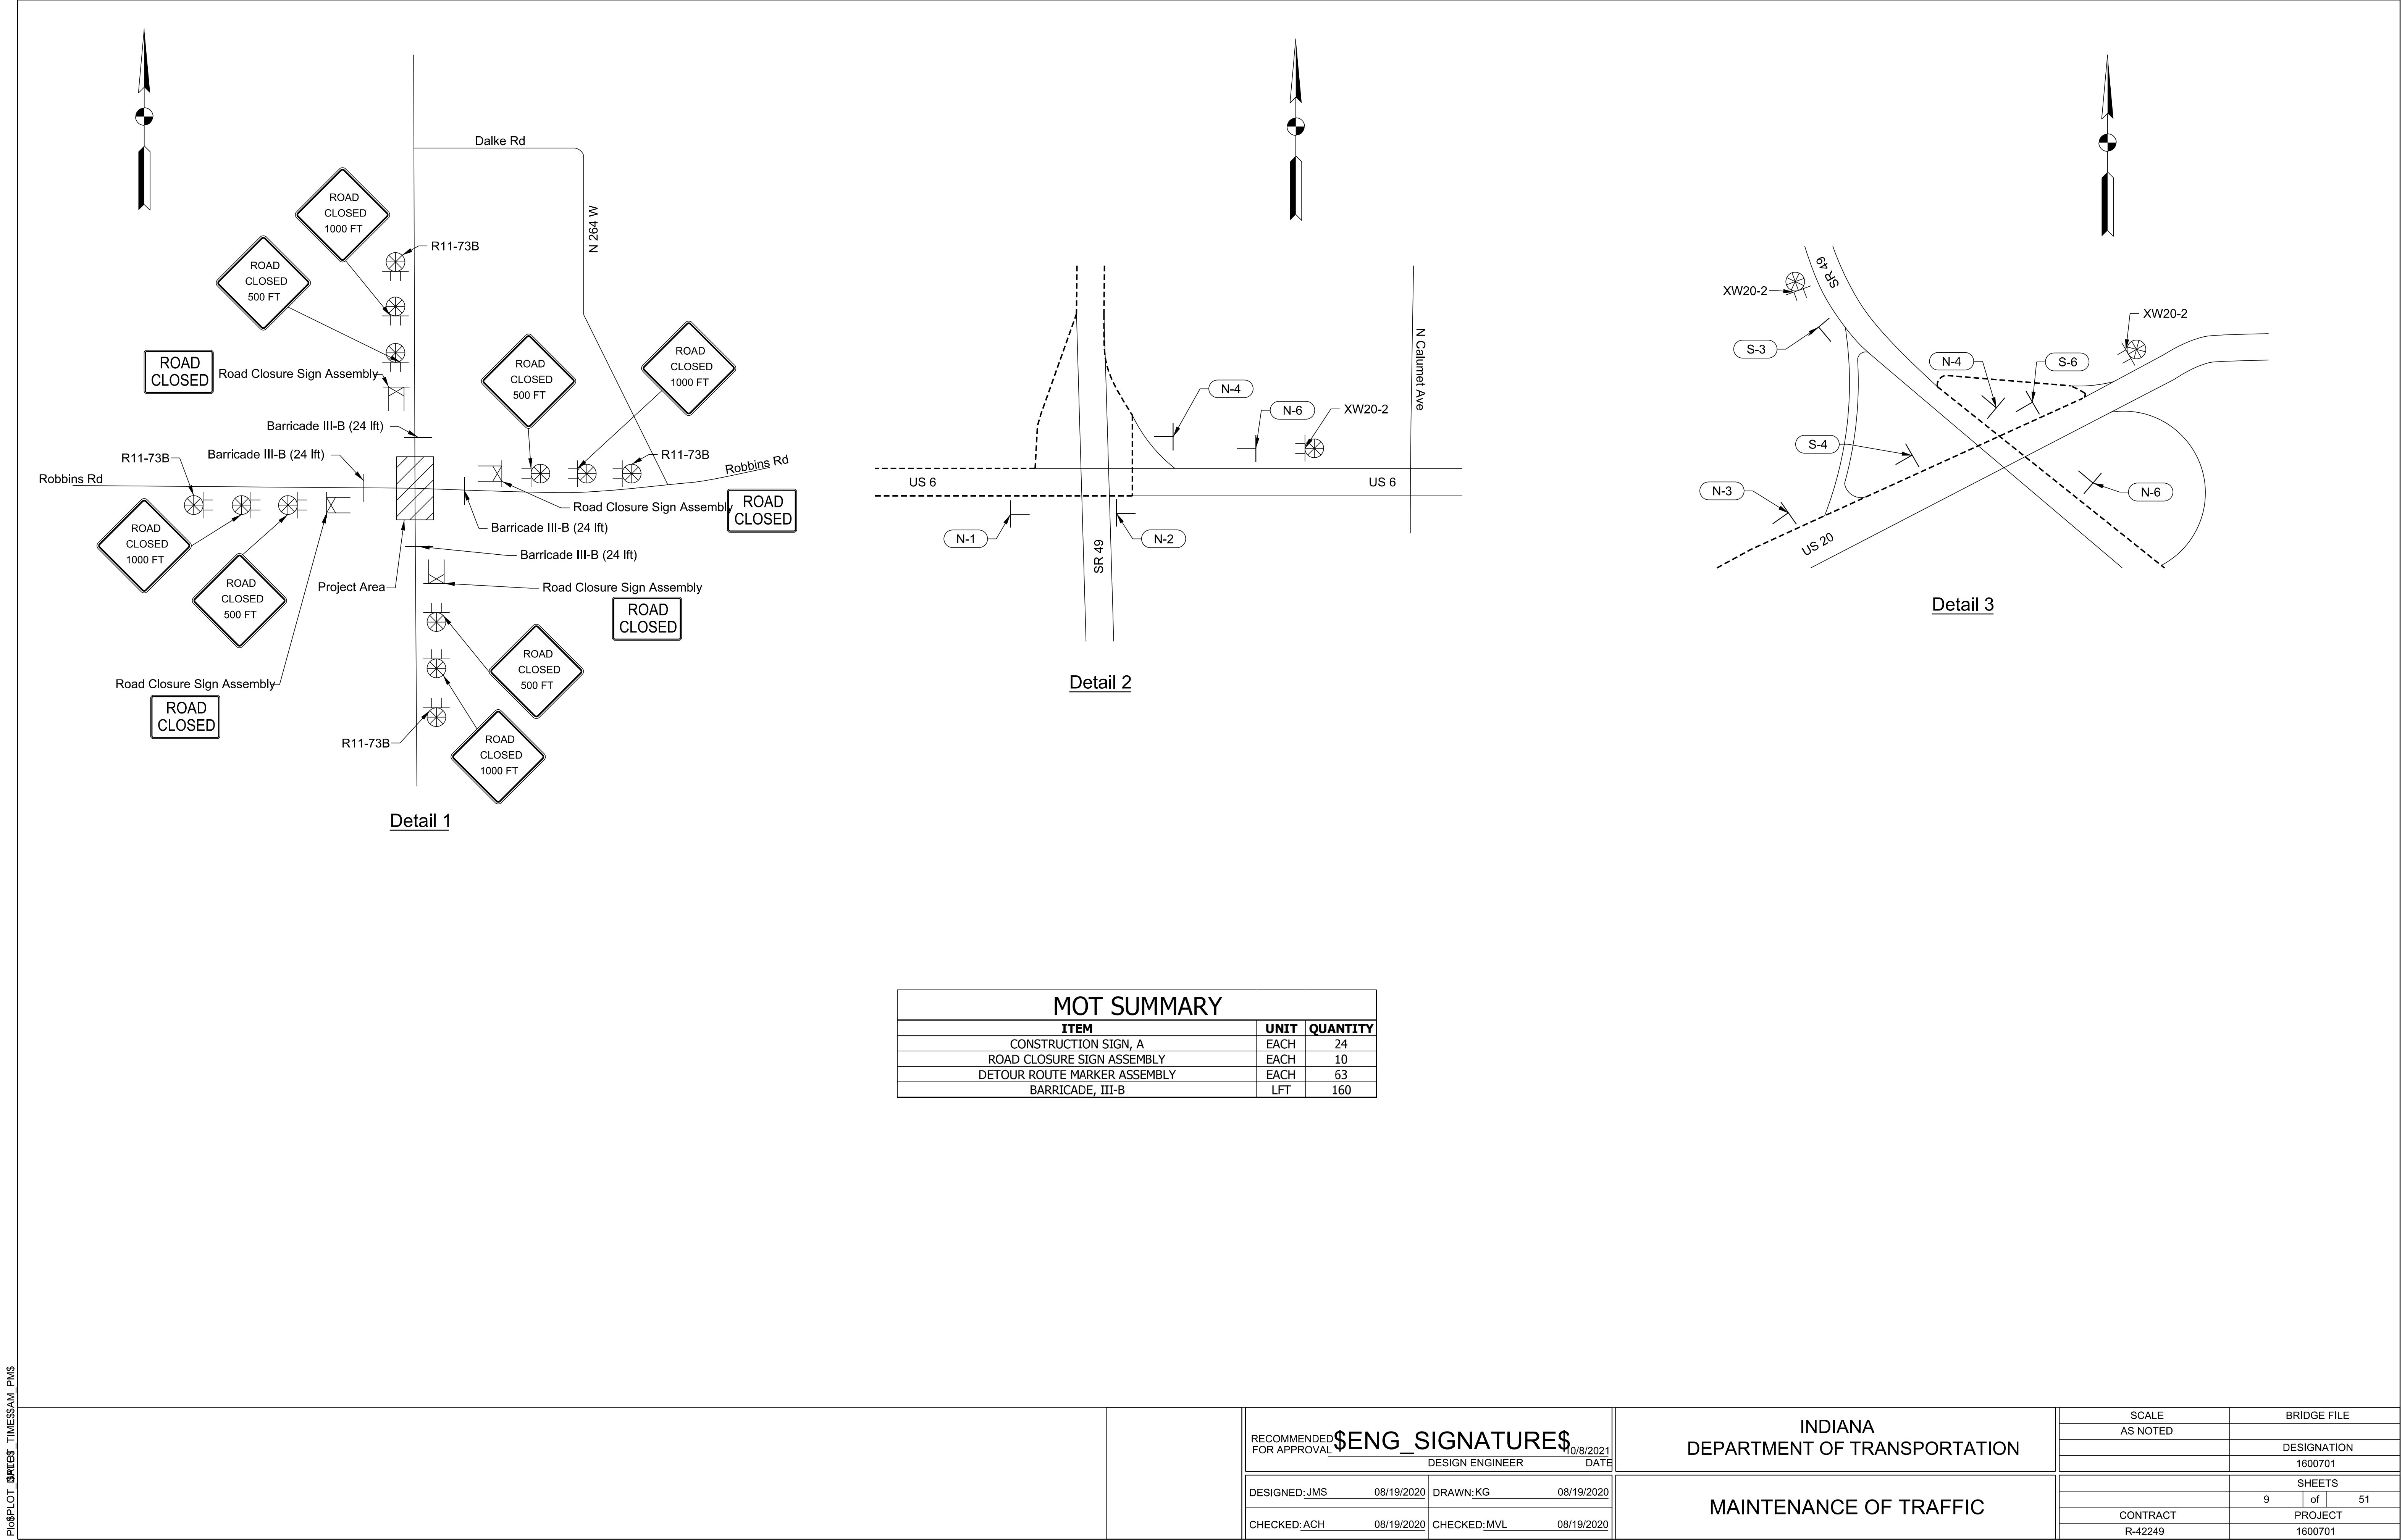 Dalke Rd
N 264 W
ROAD
CLOSED
1000 FT
R11-73B
ROAD
CLOSED
500 FT
ROAD
CLOSED
Road Closure Sign Assembly
ROAD
CLOSED
500 FT
ROAD
CLOSED
1000 FT
Barricade III-B (24 lft)
Barricade III-B (24 lft)
R11-73B
R11-73B
Robbins Rd
Robbins Rd
Road Closure Sign Assembly
ROAD
CLOSED
Barricade III-B (24 lft)
ROAD
CLOSED
1000 FT
Barricade III-B (24 lft)
ROAD
CLOSED
500 FT
Project Area
Road Closure Sign Assembly
ROAD
CLOSED
Road Closure Sign Assembly
ROAD
CLOSED
ROAD
CLOSED
500 FT
R11-73B
ROAD
CLOSED
1000 FT
Detail 1
N Calumet Ave
N-4
N-6
XW20-2
US 6
US 6
N-1
N-2
SR 49
Detail 2
SR 49
XW20-2
XW20-2
S-3
N-4
S-6
S-4
N-3
N-6
US 20
Detail 3
MOT SUMMARY
ITEM UNIT QUANTITY
CONSTRUCTION SIGN, A EACH 24
ROAD CLOSURE SIGN ASSEMBLY EACH 10
DETOUR ROUTE MARKER ASSEMBLY EACH 63
BARRICADE, III-B LFT 160
RECOMMENDED
FOR APPROVAL
$ENG_SIGNATURE$
10/8/2021
DESIGN ENGINEER DATE
DESIGNED: JMS 08/19/2020 DRAWN: KG 08/19/2020
CHECKED: ACH 08/19/2020 CHECKED: MVL 08/19/2020
INDIANA
DEPARTMENT OF TRANSPORTATION
MAINTENANCE OF TRAFFIC
SCALE BRIDGE FILE
AS NOTED
DESIGNATION
1600701
SHEETS
9 of 51
CONTRACT PROJECT
R-42249 1600701